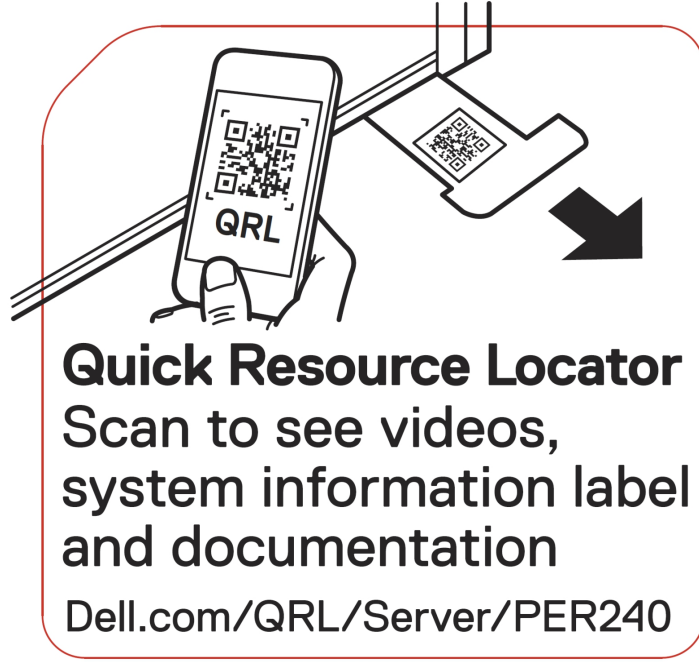 QRL
Quick Resource Locator
Scan to see videos,
system information label
and documentation
Dell.com/QRL/Server/PER240